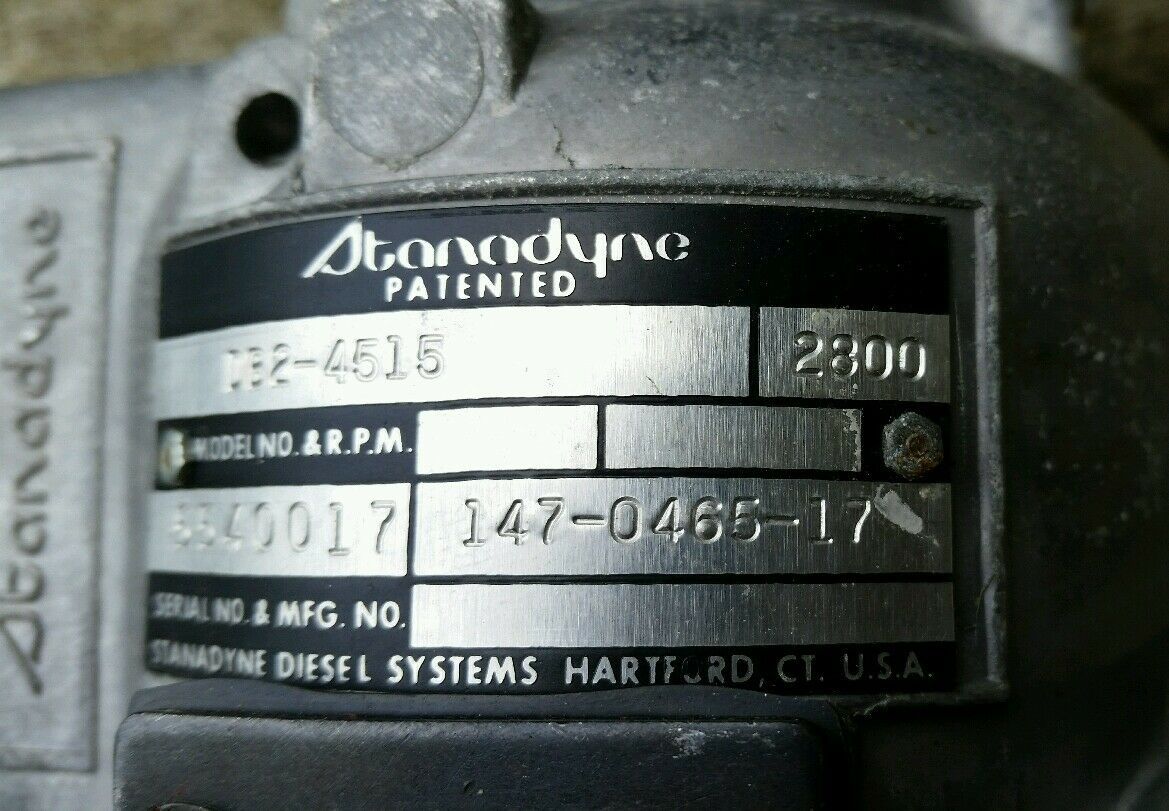 Stanadyne
Stanadyne
PATENTED
DB2-4515 2800
MODEL NO. & R.P.M.
147-0465-17
SERIAL NO. & MFG. NO.
STANADYNE DIESEL SYSTEMS HARTFORD, CT. U.S.A.